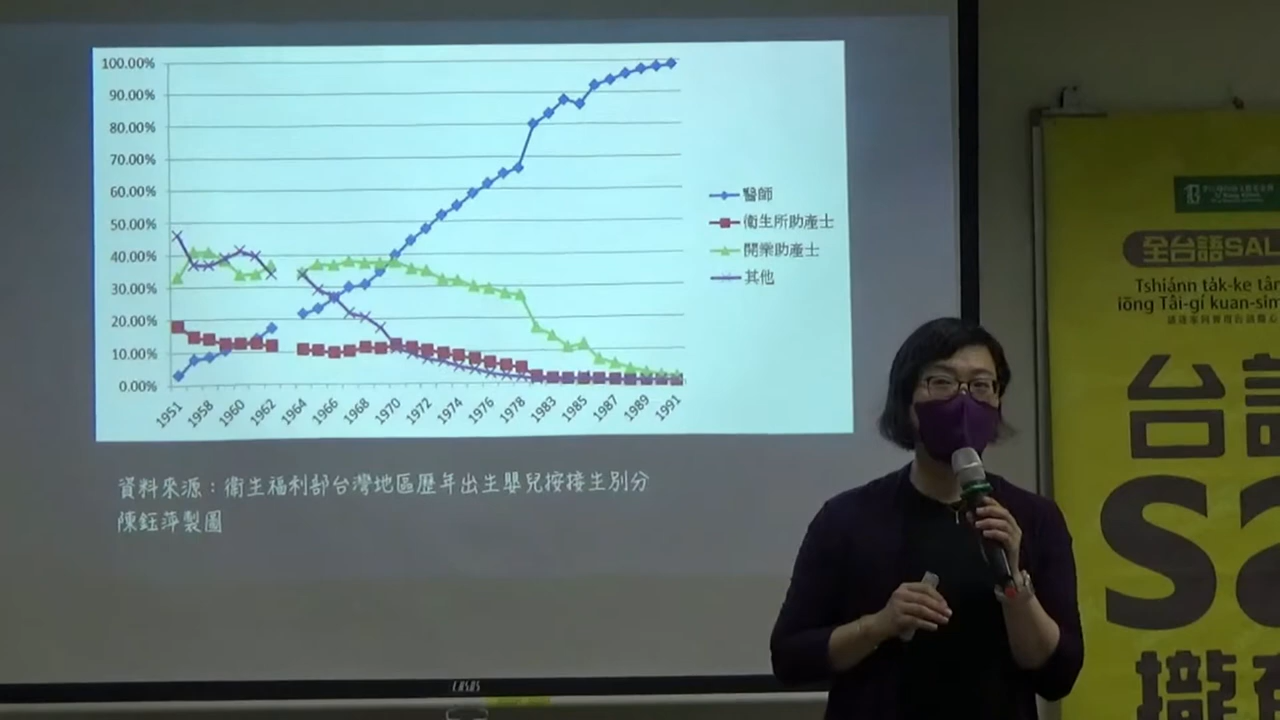 100.00%
90.00%
80.00%
70.00%
60.00%
50.00%
40.00%
30.00%
20.00%
10.00%
0.00%
1951
1958
1960
1962
1964
1966
1968
1970
1972
1974
1976
1978
1983
1985
1987
1989
1991
醫師
衛生所助產士
開業助產士
其他
資料來源：衛生福利部台灣地區歷年出生嬰兒按接生別分
陳鈺萍製圖
全台語SAL
Tshiánn ta̍k-ke tâi
iōng Tâi-gí kuan-sim
台語
Sa
攏有